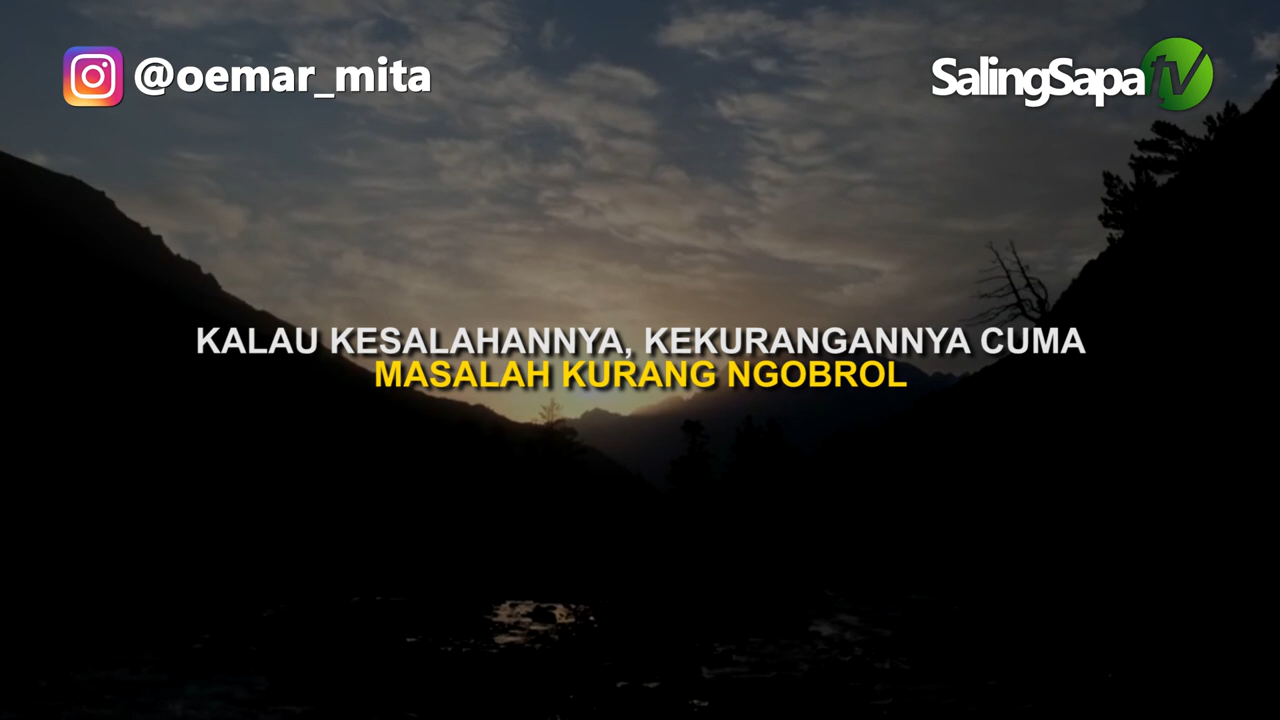 @oemar_mita
SalingSapa tv
KALAU KESALAHANNYA, KEKURANGANNYA CUMA
MASALAH KURANG NGOBROL